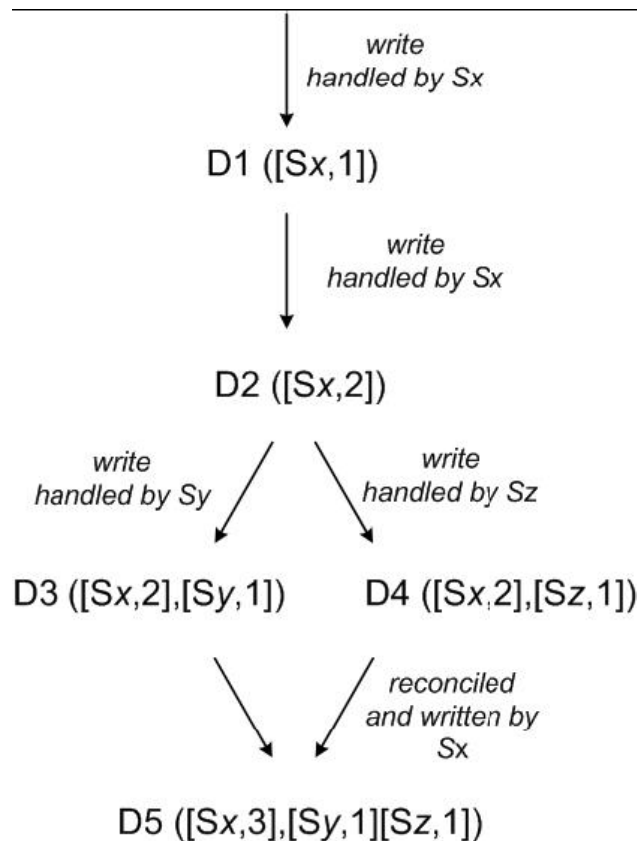 write
handled by Sx
D1 ([Sx,1])
write
handled by Sx
D2 ([Sx,2])
write
handled by Sy
write
handled by Sz
D3 ([Sx,2],[Sy,1])
D4 ([Sx,2],[Sz,1])
reconciled
and written by
Sx
D5 ([Sx,3],[Sy,1][Sz,1])